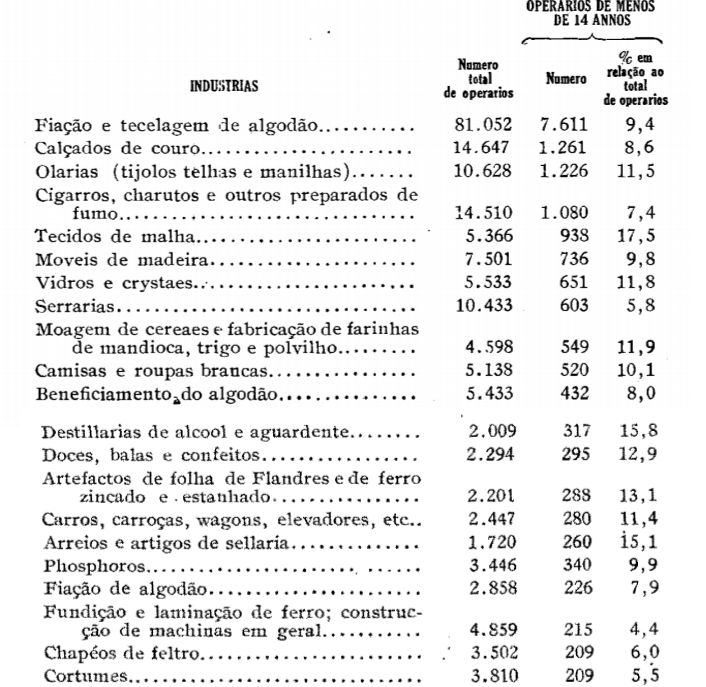 OPERARIOS DE MENOS
DE 14 ANNOS
INDUSTRIAS
Numero
total
de operarios
Numero
% em
relação ao
total
de operarios
Fiação e tecelagem de algodão........... 81.052 7.611 9,4
Calçados de couro....................... 14.647 1.261 8,6
Olarias (tijolos telhas e manilhas)....... 10.628 1.226 11,5
Cigarros, charutos e outros preparados de
fumo................................ 14.510 1.080 7,4
Tecidos de malha........................ 5.366 938 17,5
Moveis de madeira...................... 7.501 736 9,8
Vidros e crystaes....................... 5.533 651 11,8
Serrarias................................ 10.433 603 5,8
Moagem de cereaes e fabricação de farinhas
de mandioca, trigo e polvilho......... 4.598 549 11,9
Camisas e roupas brancas................ 5.138 520 10,1
Beneficiamento do algodão............... 5.433 432 8,0
Destillarias de alcool e aguardente........ 2.009 317 15,8
Doces, balas e confeitos................. 2.294 295 12,9
Artefactos de folha de Flandres e de ferro
zincado e estanhado................ 2.201 288 13,1
Carros, carroças, wagons, elevadores, etc.. 2.447 280 11,4
Arreios e artigos de sellaria.............. 1.720 260 15,1
Phosphoros............................. 3.446 340 9,9
Fiação de algodão....................... 2.858 226 7,9
Fundição e laminação de ferro; construc-
ção de machinas em geral........... 4.859 215 4,4
Chapéos de feltro........................ 3.502 209 6,0
Cortumes................................ 3.810 209 5,5